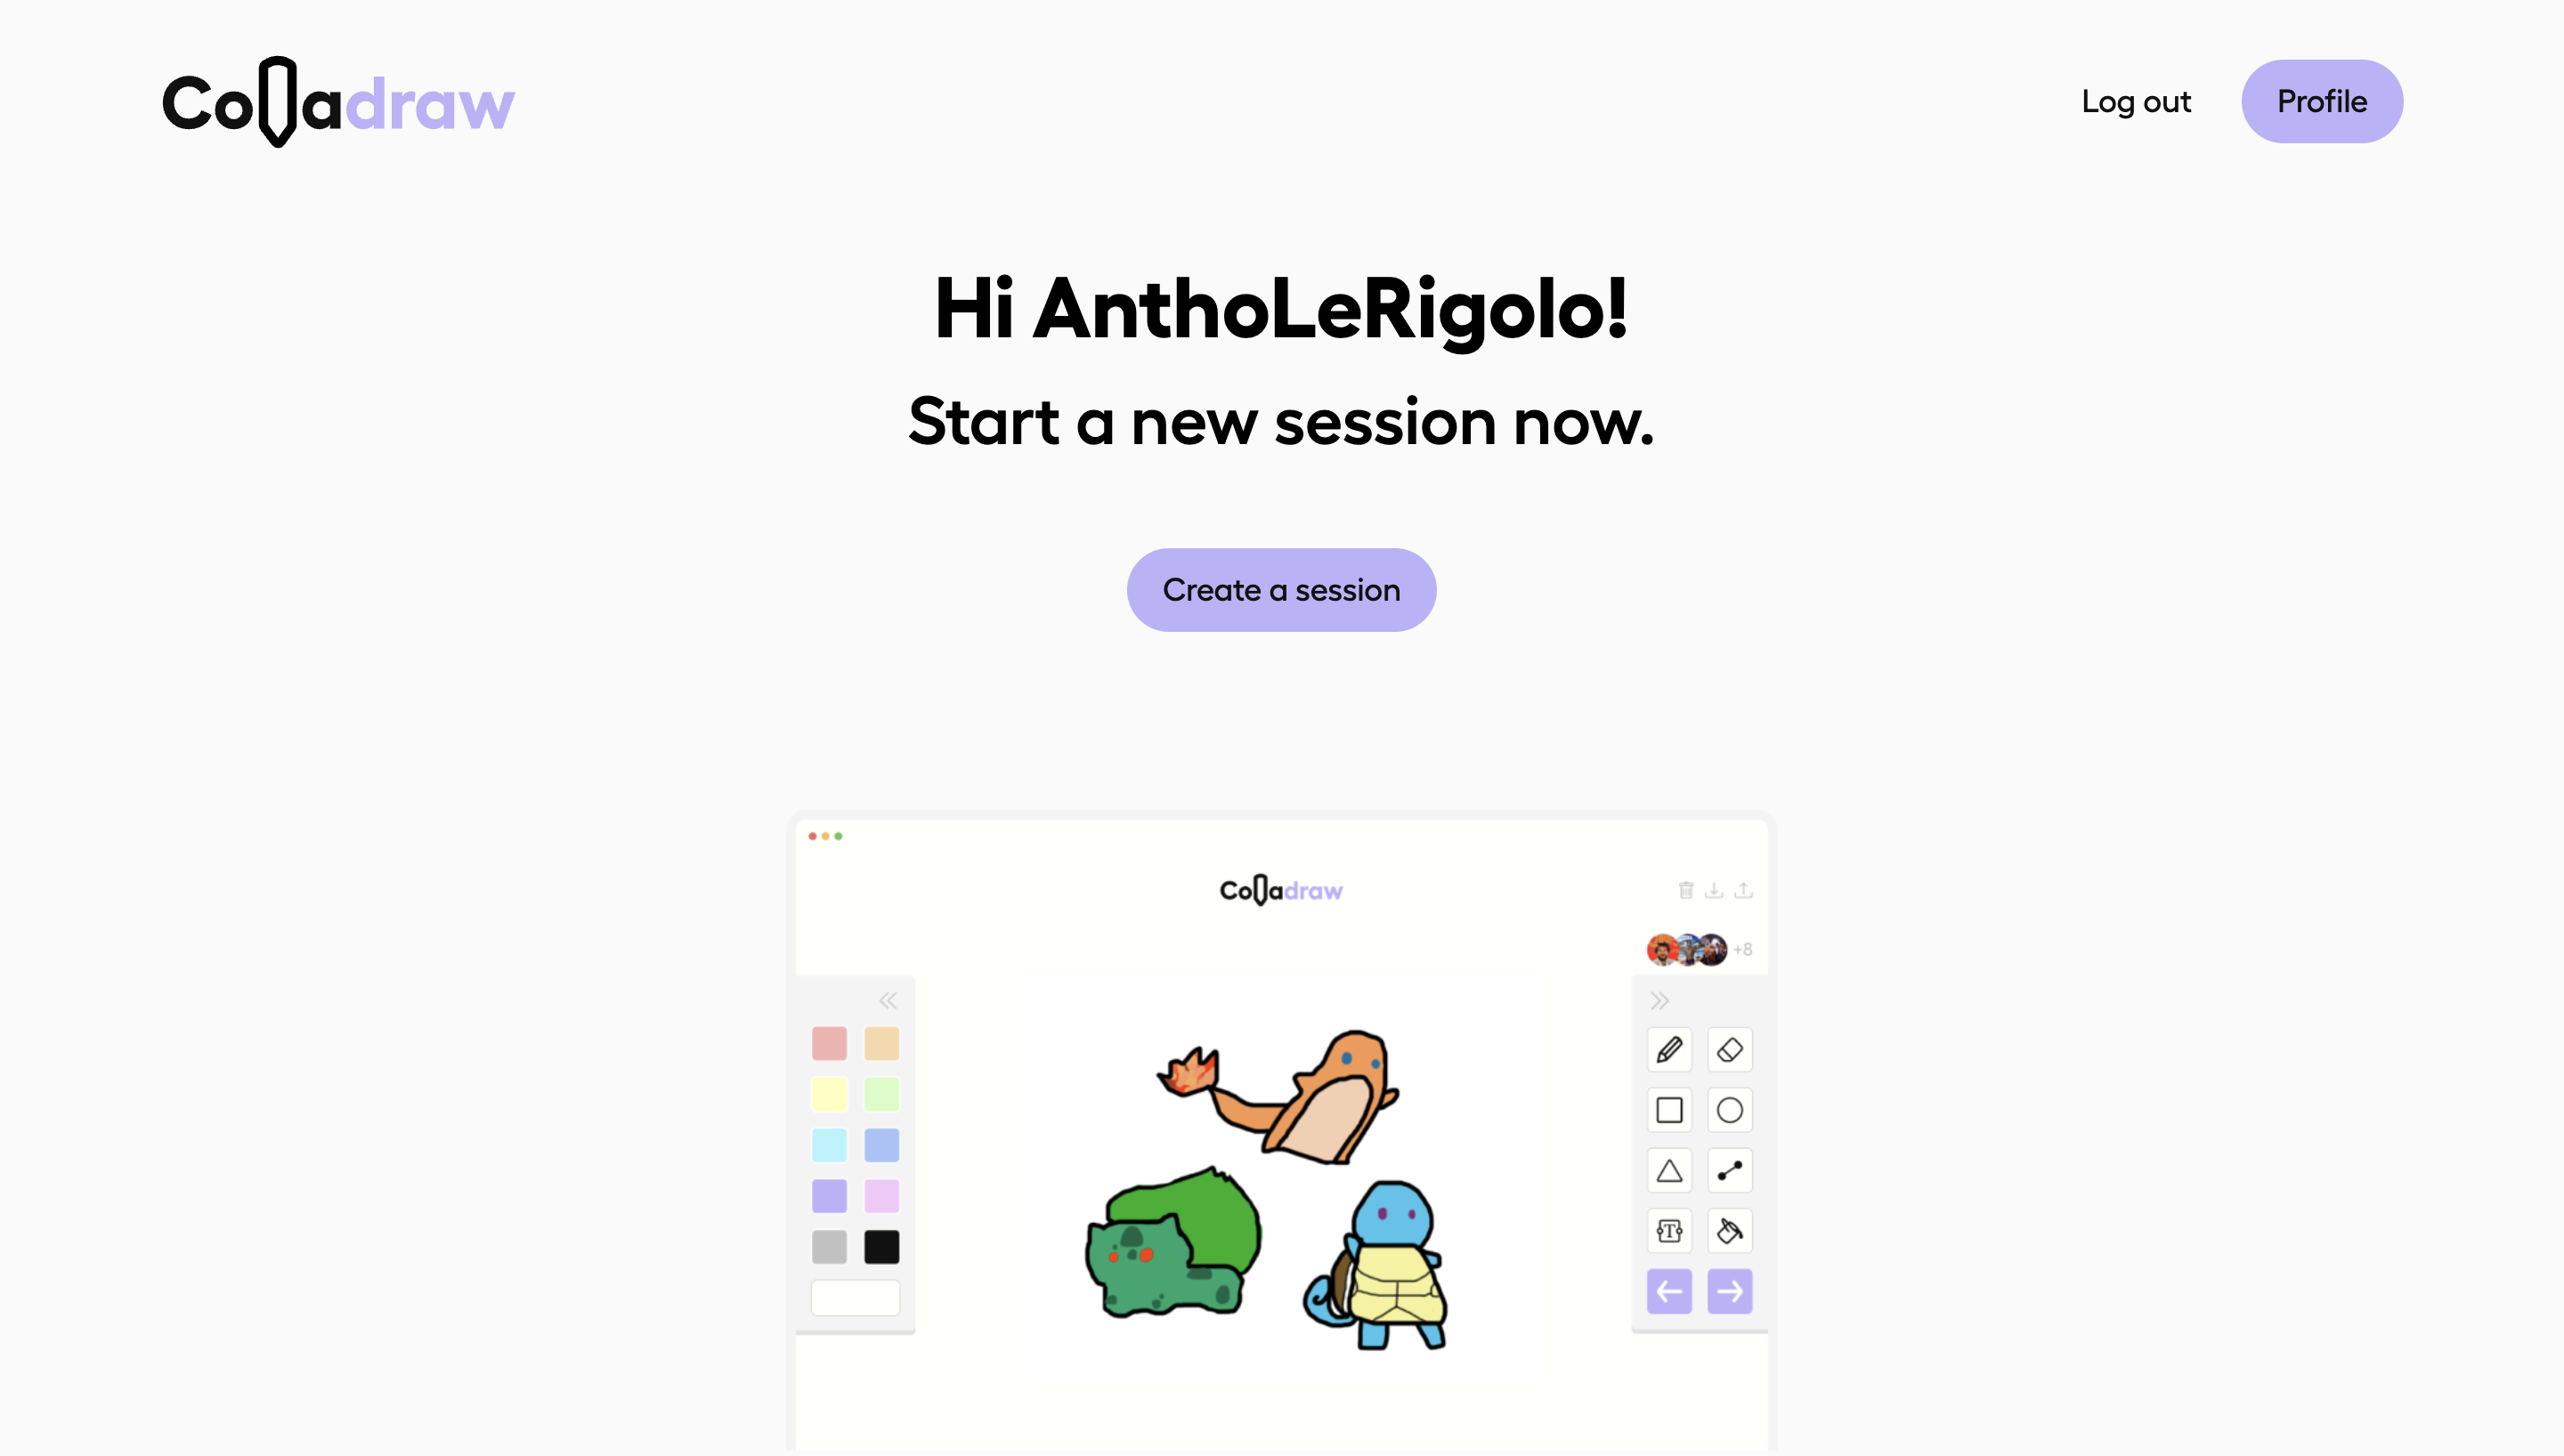 Colladraw
Log out
Profile
Hi AnthoLeRigolo!
Start a new session now.
Create a session
Colladraw
+8
T